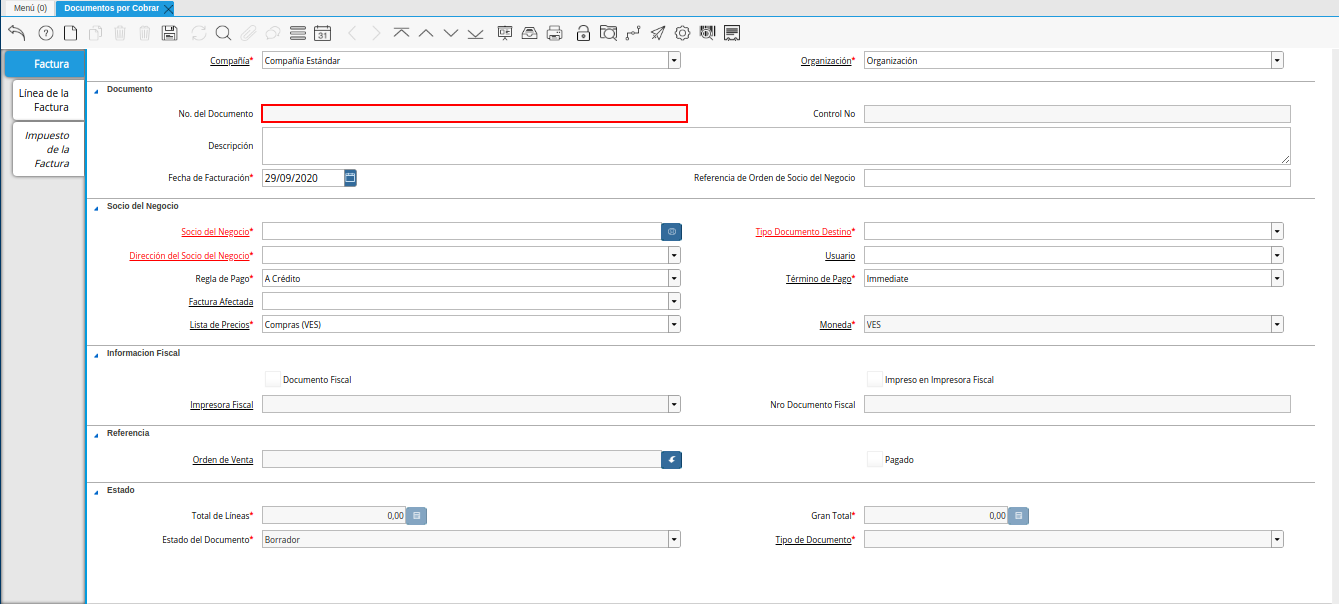 Menú (0)
Documentos por Cobrar
31
Factura
Línea de la
Factura
Impuesto
de la
Factura
Compañía* Compañía Estándar
Organización* Organización
Documento
No. del Documento
Control No
Descripción
Fecha de Facturación* 29/09/2020
Referencia de Orden de Socio del Negocio
Socio del Negocio
Socio del Negocio*
Tipo Documento Destino*
Dirección del Socio del Negocio*
Usuario
Regla de Pago* A Crédito
Término de Pago* Immediate
Factura Afectada
Lista de Precios* Compras (VES)
Moneda* VES
Informacion Fiscal
Documento Fiscal
Impreso en Impresora Fiscal
Impresora Fiscal
Nro Documento Fiscal
Referencia
Orden de Venta
Pagado
Estado
Total de Líneas* 0,00
Gran Total* 0,00
Estado del Documento* Borrador
Tipo de Documento*